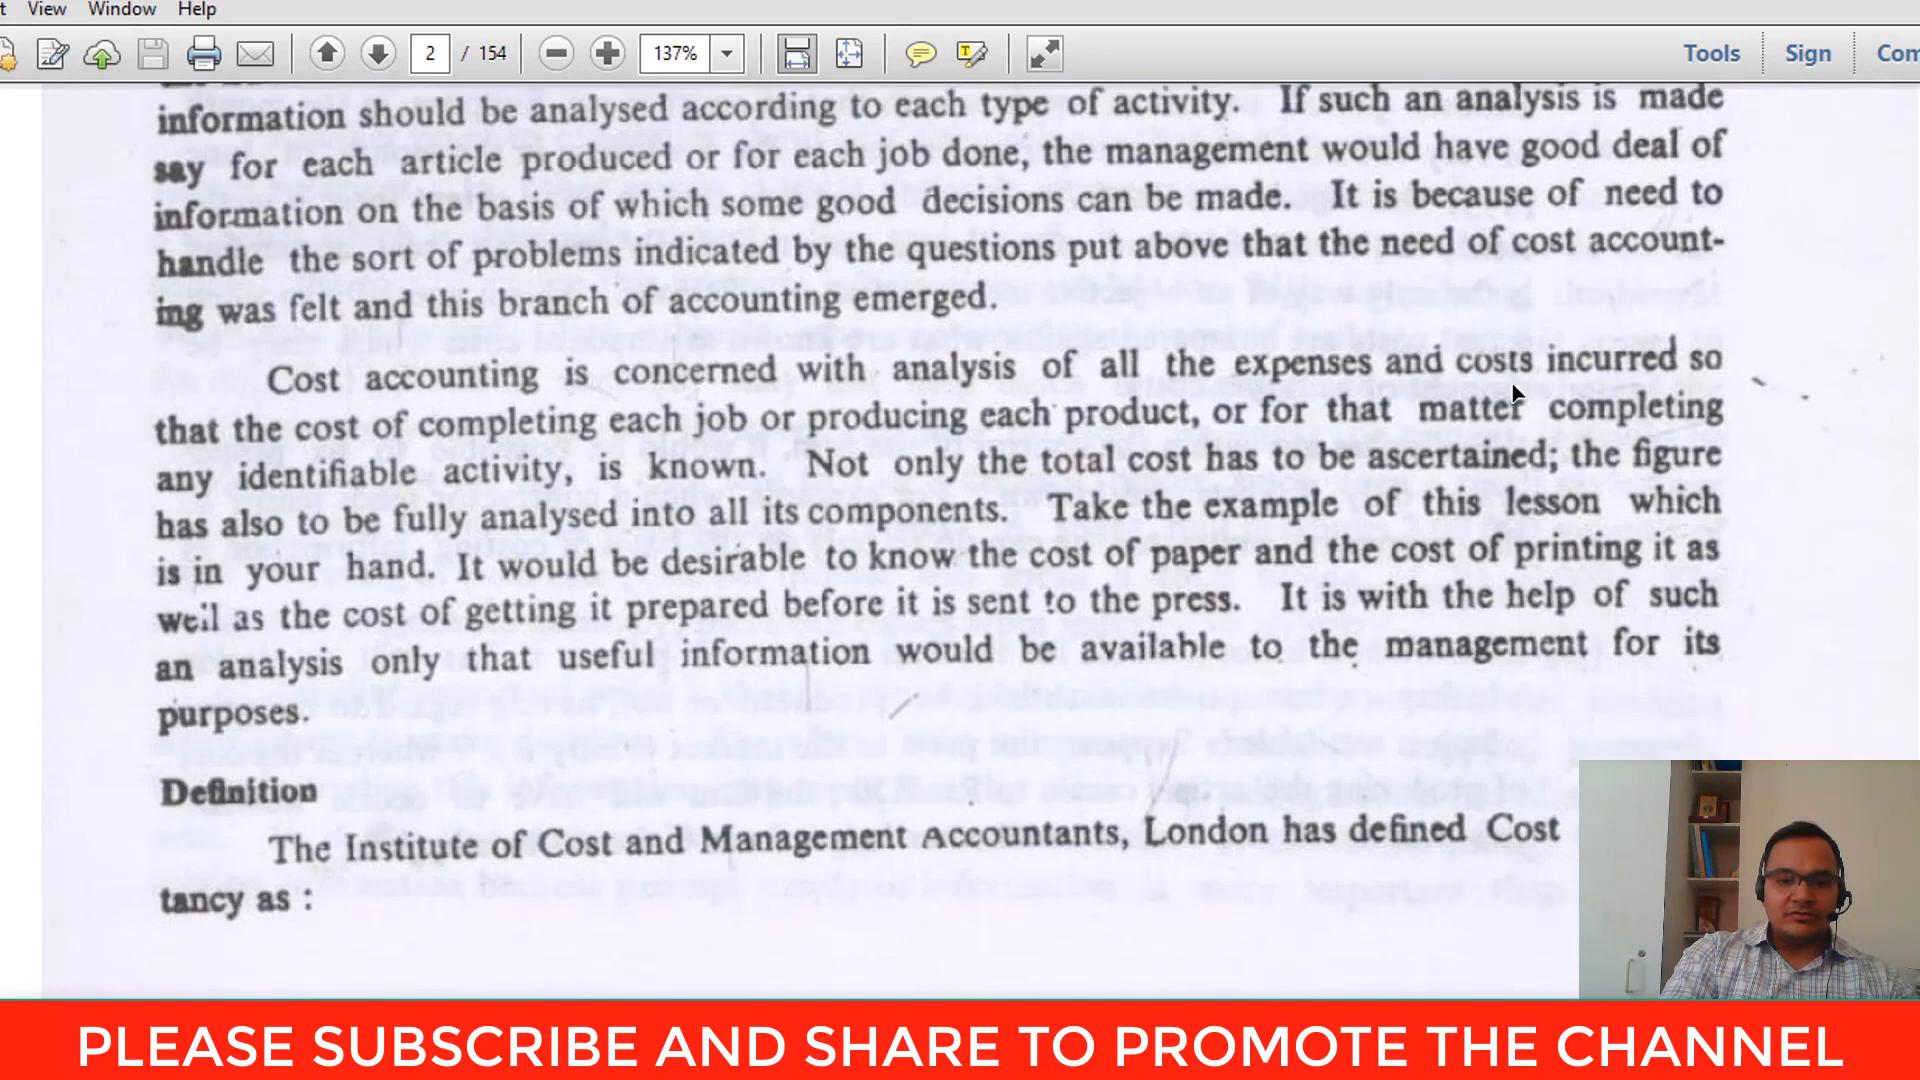 View Window Help
2 / 154 137% Tools Sign Com
information should be analysed according to each type of activity. If such an analysis is made
say for each article produced or for each job done, the management would have good deal of
information on the basis of which some good decisions can be made. It is because of need to
handle the sort of problems indicated by the questions put above that the need of cost account-
ing was felt and this branch of accounting emerged.
Cost accounting is concerned with analysis of all the expenses and costs incurred so
that the cost of completing each job or producing each product, or for that matter completing
any identifiable activity, is known. Not only the total cost has to be ascertained; the figure
has also to be fully analysed into all its components. Take the example of this lesson which
is in your hand. It would be desirable to know the cost of paper and the cost of printing it as
well as the cost of getting it prepared before it is sent to the press. It is with the help of such
an analysis only that useful information would be available to the management for its
purposes.
Definition
The Institute of Cost and Management Accountants, London has defined Cost
tancy as :
PLEASE SUBSCRIBE AND SHARE TO PROMOTE THE CHANNEL